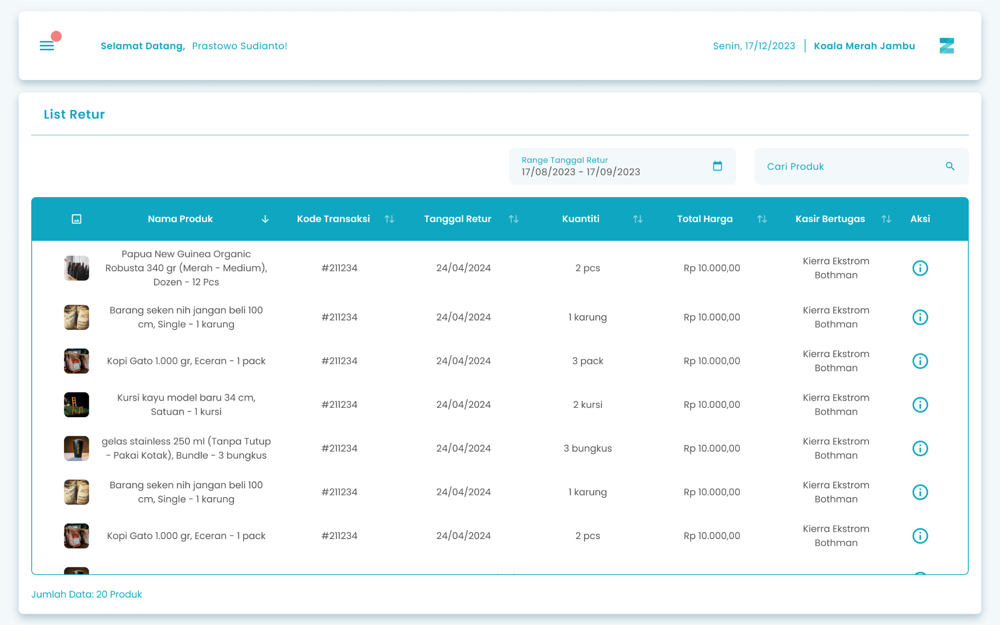 Selamat Datang, Prastowo Sudianto!
Senin, 17/12/2023 | Koala Merah Jambu
List Retur
Range Tanggal Retur
17/08/2023 - 17/09/2023
Cari Produk
Nama Produk Kode Transaksi Tanggal Retur Kuantiti Total Harga Kasir Bertugas Aksi
Papua New Guinea Organic
Robusta 340 gr (Merah - Medium),
Dozen - 12 Pcs
#211234
24/04/2024
2 pcs
Rp 10.000,00
Kierra Ekstrom
Bothman
Barang seken nih jangan beli 100
cm, Single - 1 karung
#211234
24/04/2024
1 karung
Rp 10.000,00
Kierra Ekstrom
Bothman
Kopi Gato 1.000 gr, Eceran - 1 pack
#211234
24/04/2024
3 pack
Rp 10.000,00
Kierra Ekstrom
Bothman
Kursi kayu model baru 34 cm,
Satuan - 1 kursi
#211234
24/04/2024
2 kursi
Rp 10.000,00
Kierra Ekstrom
Bothman
gelas stainless 250 ml (Tanpa Tutup
- Pakai Kotak), Bundle - 3 bungkus
#211234
24/04/2024
3 bungkus
Rp 10.000,00
Kierra Ekstrom
Bothman
Barang seken nih jangan beli 100
cm, Single - 1 karung
#211234
24/04/2024
1 karung
Rp 10.000,00
Kierra Ekstrom
Bothman
Kopi Gato 1.000 gr, Eceran - 1 pack
#211234
24/04/2024
2 pcs
Rp 10.000,00
Kierra Ekstrom
Bothman
Jumlah Data: 20 Produk